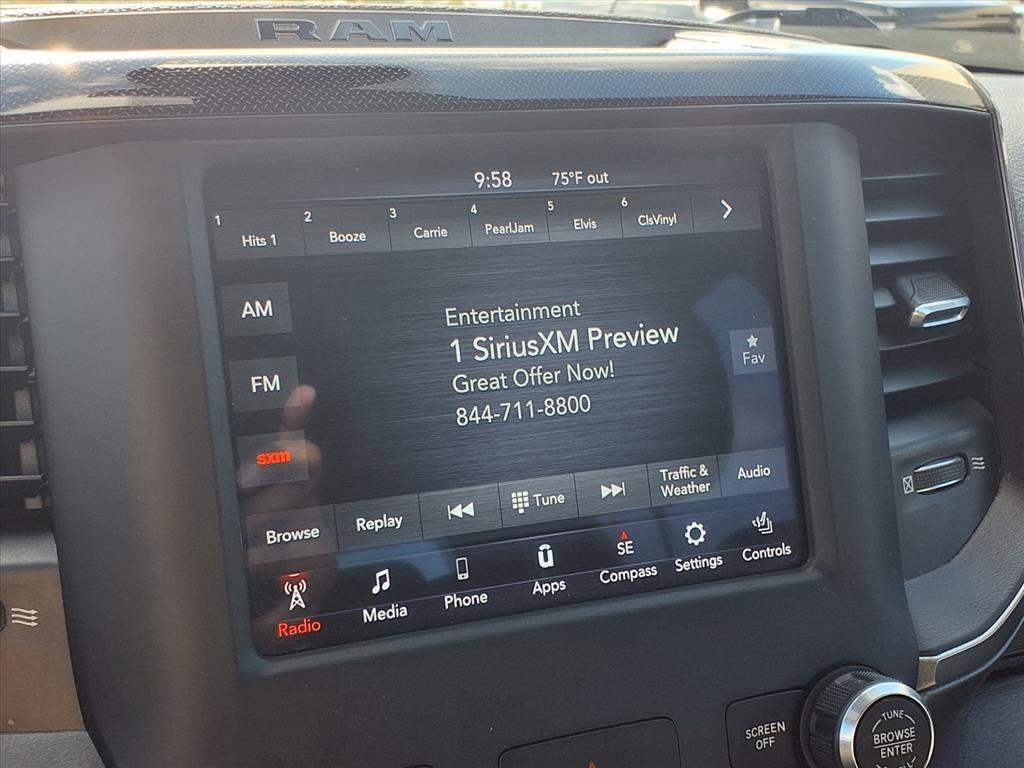 RAM
9:58 75°F out
1 Hits 1 2 Booze 3 Carrie 4 PearlJam 5 Elvis 6 ClsVinyl
AM
Entertainment
1 SiriusXM Preview
Great Offer Now!
844-711-8800
Fav
FM
sxm
Browse Replay Tune Traffic &
Weather Audio
Radio Media Phone Apps SE
Compass Settings Controls
SCREEN
OFF
TUNE
BROWSE
ENTER